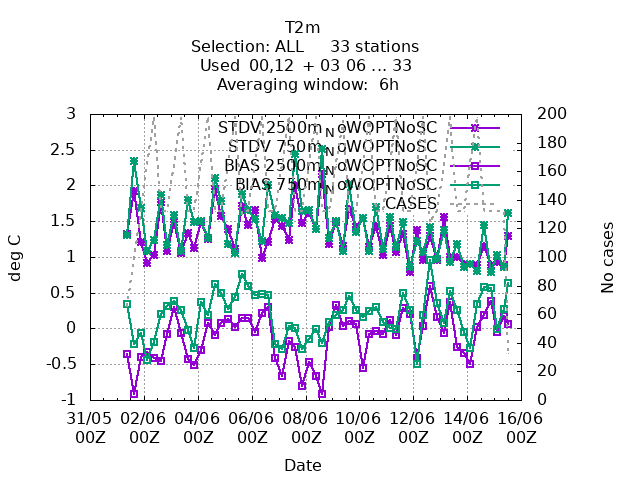 T2m
Selection: ALL 33 stations
Used 00,12 + 03 06 ... 33
Averaging window: 6h
STDV 2500m NoWOPTNoSC
STDV 750m NoWOPTNoSC
BIAS 2500m NoWOPTNoSC
BIAS 750m NoWOPTNoSC
CASES
3
2.5
2
1.5
1
0.5
0
-0.5
-1
deg C
200
180
160
140
120
100
80
60
40
20
0
No cases
31/05 02/06 04/06 06/06 08/06 10/06 12/06 14/06 16/06
00Z 00Z 00Z 00Z 00Z 00Z 00Z 00Z 00Z
Date